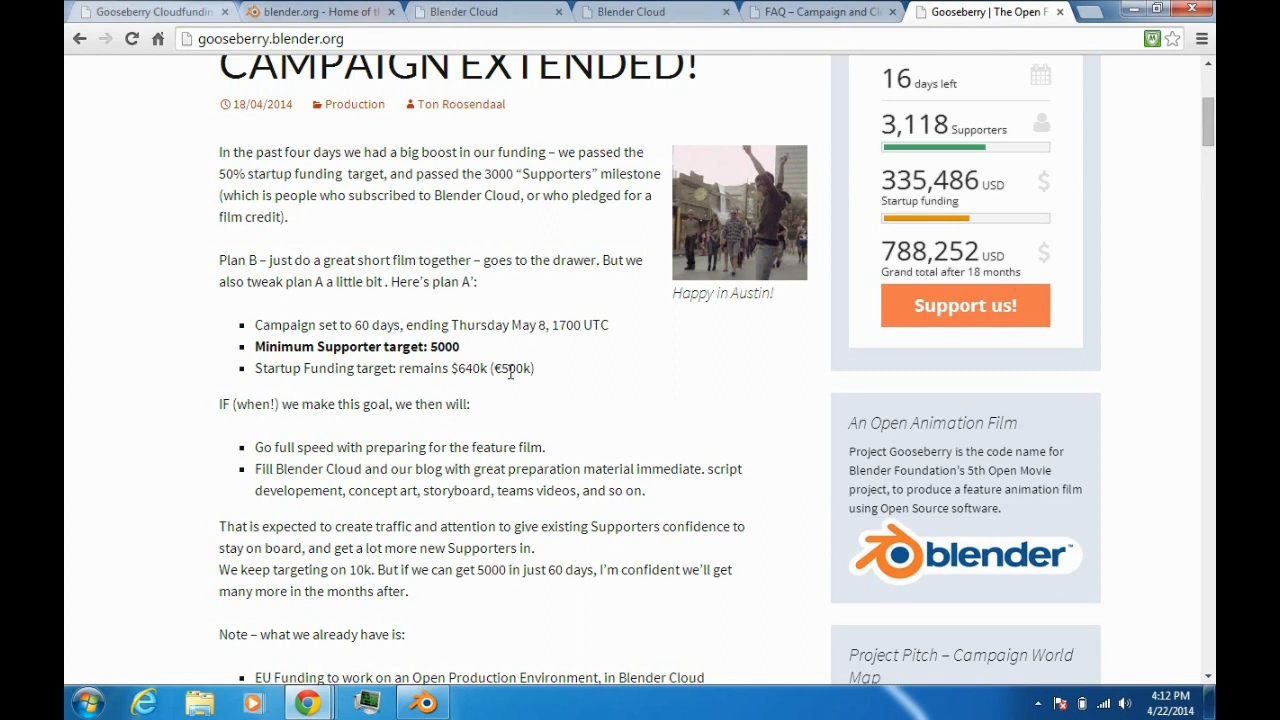 Gooseberry Cloudfundin
blender.org - Home of th
Blender Cloud
Blender Cloud
FAQ – Campaign and Cl
Gooseberry | The Open F
gooseberry.blender.org
CAMPAIGN EXTENDED!
18/04/2014 Production Ton Roosendaal
In the past four days we had a big boost in our funding – we passed the
50% startup funding target, and passed the 3000 “Supporters” milestone
(which is people who subscribed to Blender Cloud, or who pledged for a
film credit).
Happy in Austin!
Plan B – just do a great short film together – goes to the drawer. But we
also tweak plan A a little bit . Here’s plan A’:
Campaign set to 60 days, ending Thursday May 8, 1700 UTC
Minimum Supporter target: 5000
Startup Funding target: remains $640k (€500k)
IF (when!) we make this goal, we then will:
Go full speed with preparing for the feature film.
Fill Blender Cloud and our blog with great preparation material immediate. script
developement, concept art, storyboard, teams videos, and so on.
That is expected to create traffic and attention to give existing Supporters confidence to
stay on board, and get a lot more new Supporters in.
We keep targeting on 10k. But if we can get 5000 in just 60 days, I’m confident we’ll get
many more in the months after.
Note – what we already have is:
EU Funding to work on an Open Production Environment, in Blender Cloud
16 days left
3,118 Supporters
335,486 USD
$
Startup funding
788,252 USD
$
Grand total after 18 months
Support us!
An Open Animation Film
Project Gooseberry is the code name for
Blender Foundation’s 5th Open Movie
project, to produce a feature animation film
using Open Source software.
blender™
Project Pitch – Campaign World
Map
4:12 PM
4/22/2014